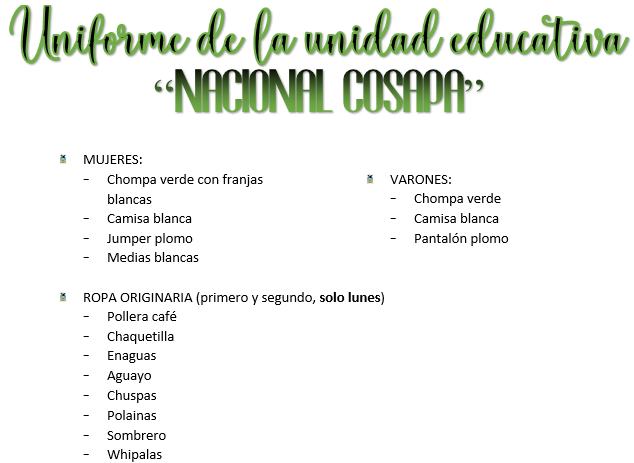 Uniforme de la unidad educativa
“NACIONAL COSAPA”
MUJERES:
- Chompa verde con franjas
blancas
- Camisa blanca
- Jumper plomo
- Medias blancas
VARONES:
- Chompa verde
- Camisa blanca
- Pantalón plomo
ROPA ORIGINARIA (primero y segundo, solo lunes)
- Pollera café
- Chaquetilla
- Enaguas
- Aguayo
- Chuspas
- Polainas
- Sombrero
- Whipalas